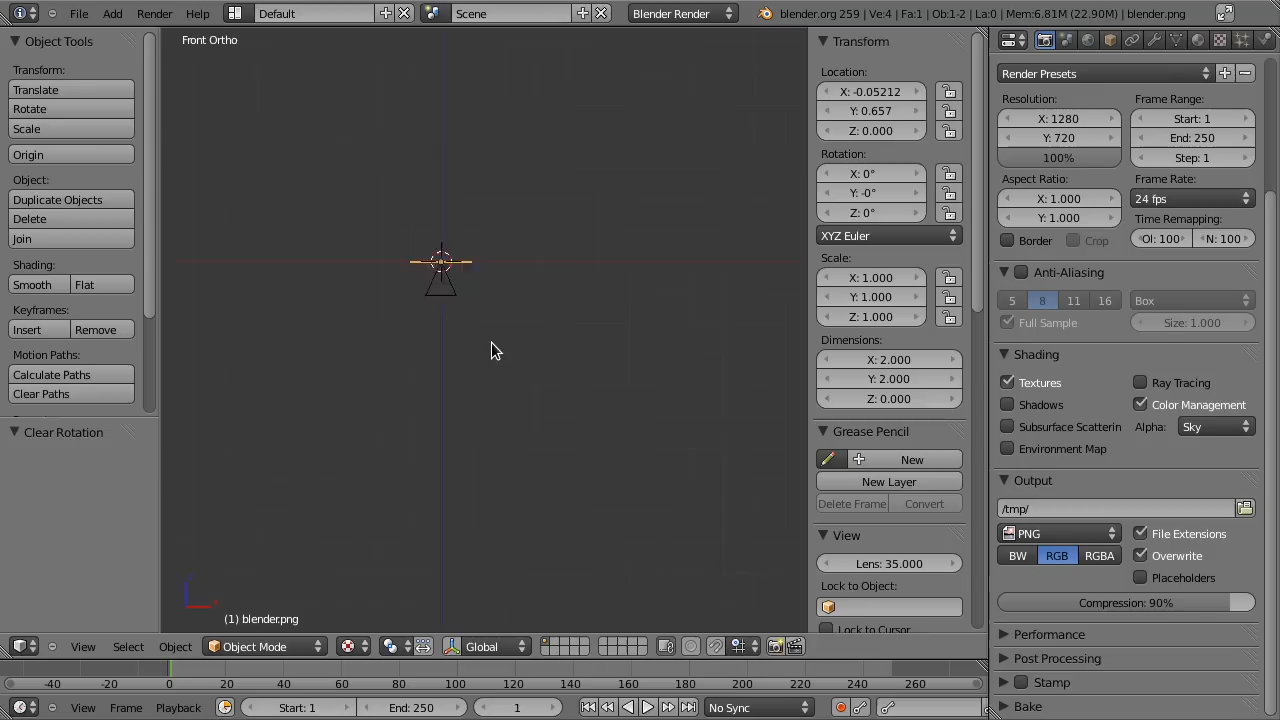 File Add Render Help Default Scene Blender Render blender.org 259 | Ve:4 | Fa:1 | Ob:1-2 | La:0 | Mem:6.81M (22.90M) | blender.png
Object Tools
Transform:
Translate
Rotate
Scale
Origin
Object:
Duplicate Objects
Delete
Join
Shading:
Smooth Flat
Keyframes:
Insert Remove
Motion Paths:
Calculate Paths
Clear Paths
Clear Rotation
Front Ortho
(1) blender.png
Transform
Location:
X: -0.05212
Y: 0.657
Z: 0.000
Rotation:
X: 0°
Y: -0°
Z: 0°
XYZ Euler
Scale:
X: 1.000
Y: 1.000
Z: 1.000
Dimensions:
X: 2.000
Y: 2.000
Z: 0.000
Grease Pencil
New
New Layer
Delete Frame Convert
View
Lens: 35.000
Lock to Object:
Lock to Cursor
Render Presets
Resolution: Frame Range:
X: 1280 Start: 1
Y: 720 End: 250
100% Step: 1
Aspect Ratio: Frame Rate:
X: 1.000 24 fps
Y: 1.000 Time Remapping:
Border Crop Ol: 100 N: 100
Anti-Aliasing
5 8 11 16 Box
Full Sample Size: 1.000
Shading
Textures Ray Tracing
Shadows Color Management
Subsurface Scatterin Alpha: Sky
Environment Map
Output
/tmp/
PNG File Extensions
BW RGB RGBA Overwrite
Placeholders
Compression: 90%
Performance
Post Processing
Stamp
Bake
View Select Object Object Mode Global
-40 -20 0 20 40 60 80 100 120 140 160 180 200 220 240 260
View Frame Playback Start: 1 End: 250 1 No Sync